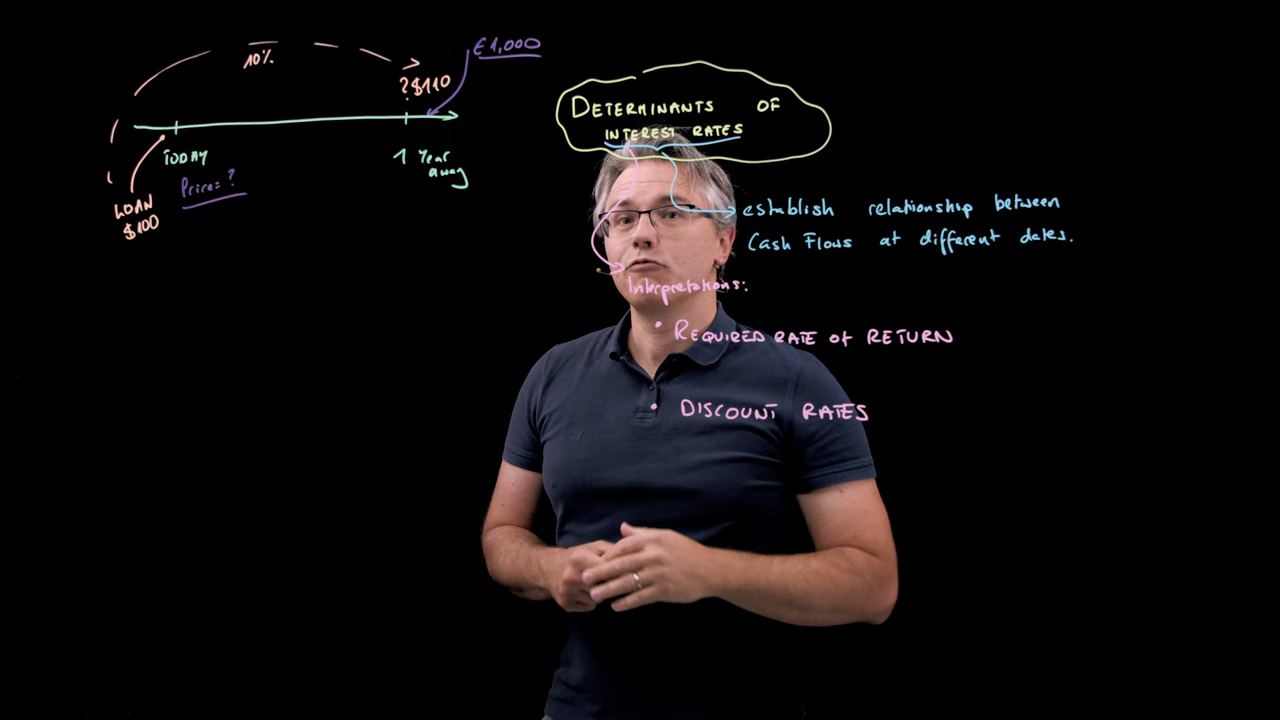 10%
€1,000
? $110
TODAY
1 Year
away
Price = ?
LOAN
$100
DETERMINANTS OF
INTEREST RATES
establish relationship between
Cash Flows at different dates.
Interpretations:
• REQUIRED RATE of RETURN
• DISCOUNT RATES